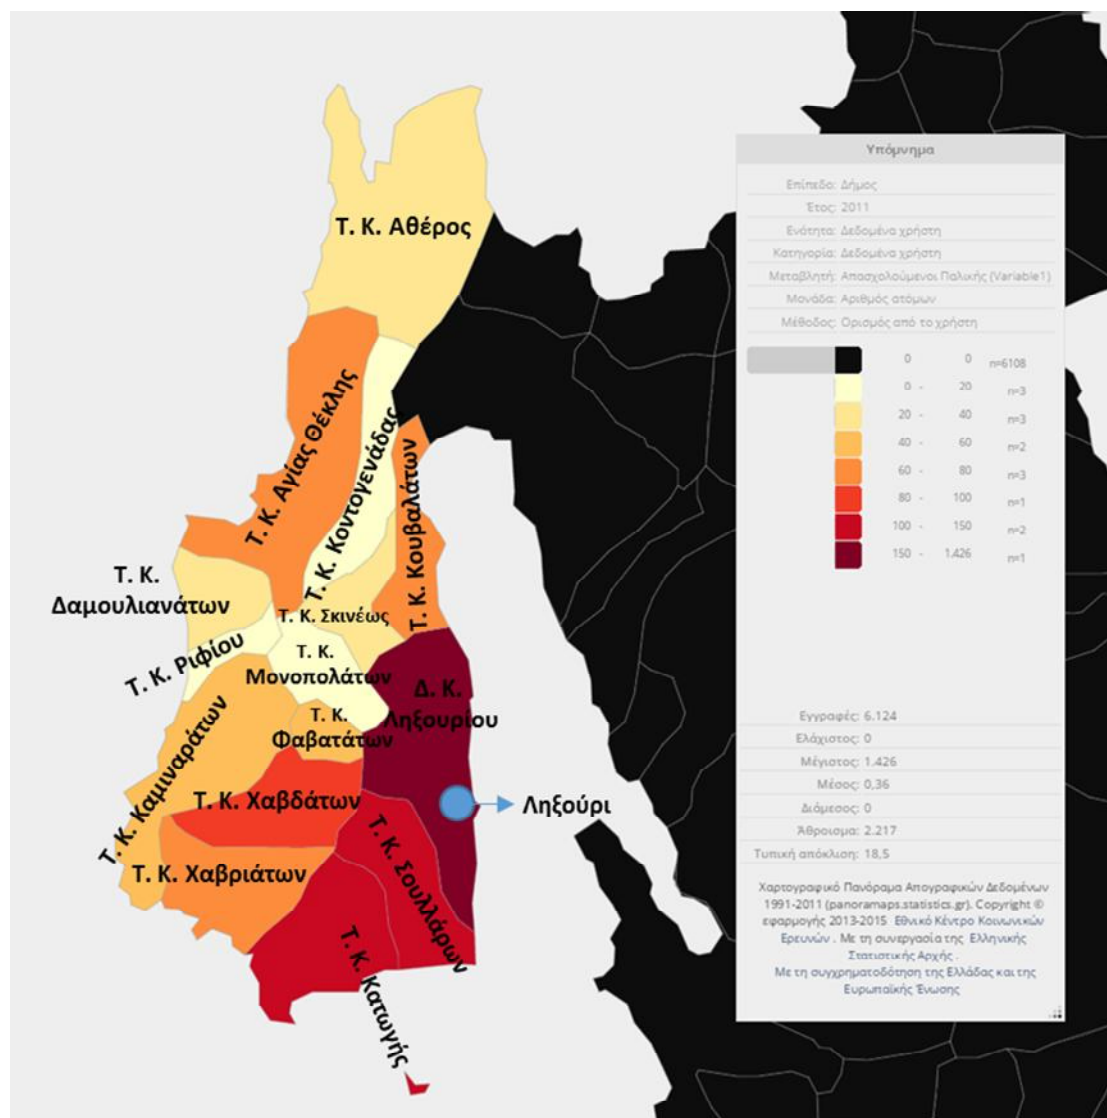 Τ. Κ. Αθέρος
Τ. Κ. Αγίας Θέκλης
Τ. Κ. Κοντογενάδας
Τ. Κ. Κουβαλάτων
Τ. Κ.
Δαμουλιανάτων
Τ. Κ. Σκινέως
Τ. Κ. Ριφίου
Τ. Κ.
Μονοπολάτων
Δ. Κ.
Ληξουρίου
Τ. Κ.
Φαβατάτων
Τ. Κ. Καμιναράτων
Τ. Κ. Χαβδάτων
Ληξούρι
Τ. Κ. Χαβριάτων
Τ. Κ. Σουλλάρων
Τ. Κ. Κατωγής
Υπόμνημα
Επίπεδο: Δήμος
Έτος: 2011
Ενότητα: Δεδομένα χρήστη
Κατηγορία: Δεδομένα χρήστη
Μεταβλητή: Απασχολούμενοι Παλικής (Variable1)
Μονάδα: Αριθμός ατόμων
Μέθοδος: Ορισμός από το χρήστη
0 0 n=6108
0 - 20 n=3
20 - 40 n=3
40 - 60 n=2
60 - 80 n=3
80 - 100 n=1
100 - 150 n=2
150 - 1.426 n=1
Εγγραφές: 6.124
Ελάχιστος: 0
Μέγιστος: 1.426
Μέσος: 0,36
Διάμεσος: 0
Άθροισμα: 2.217
Τυπική απόκλιση: 18,5
Χαρτογραφικό Πανόραμα Απογραφικών Δεδομένων
1991-2011 (panoramaps.statistics.gr). Copyright ©
εφαρμογής 2013-2015 Εθνικό Κέντρο Κοινωνικών
Ερευνών . Με τη συνεργασία της Ελληνικής
Στατιστικής Αρχής .
Με τη συγχρηματοδότηση της Ελλάδας και της
Ευρωπαϊκής Ένωσης